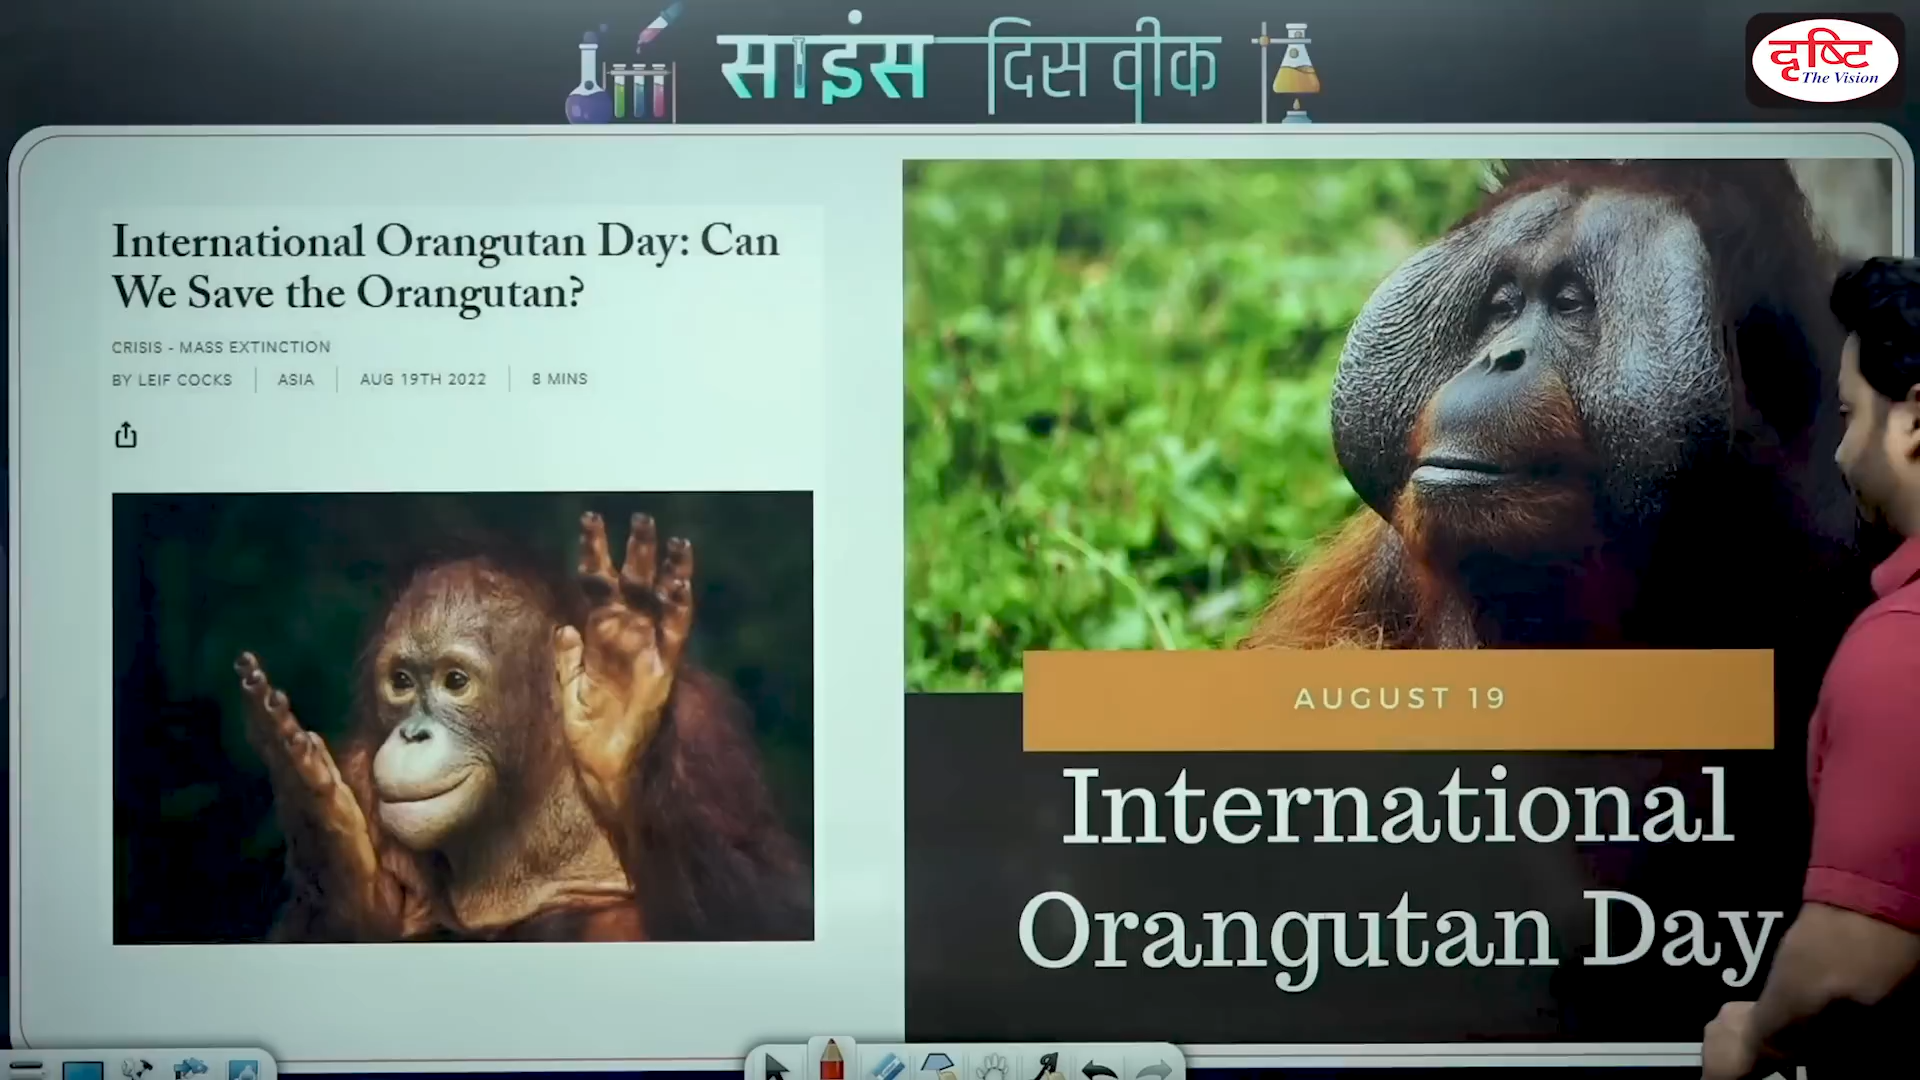 साइंस दिस वीक
दृष्टि
The Vision
International Orangutan Day: Can
We Save the Orangutan?
CRISIS - MASS EXTINCTION
BY LEIF COCKS
ASIA
AUG 19TH 2022
8 MINS
AUGUST 19
International
Orangutan Day